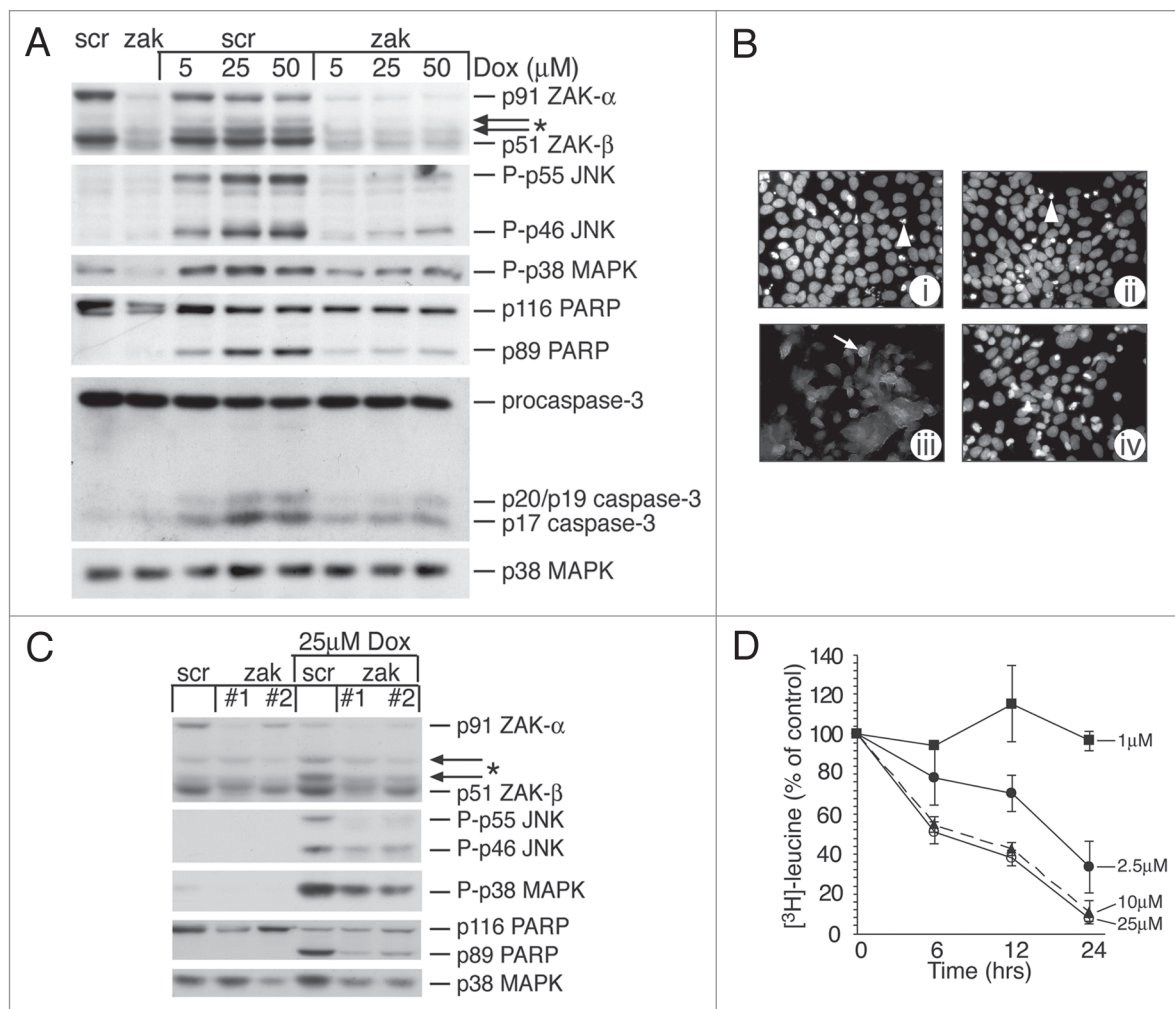 A
scr zak scr zak
5 25 50 5 25 50 Dox (μM)
p91 ZAK-α
*
p51 ZAK-β
P-p55 JNK
P-p46 JNK
P-p38 MAPK
p116 PARP
p89 PARP
procaspase-3
p20/p19 caspase-3
p17 caspase-3
p38 MAPK
B
i
ii
iii
iv
C
25μM Dox
scr zak scr zak
#1 #2 #1 #2
p91 ZAK-α
*
p51 ZAK-β
P-p55 JNK
P-p46 JNK
P-p38 MAPK
p116 PARP
p89 PARP
p38 MAPK
D
[³H]-leucine (% of control)
140
120
100
80
60
40
20
0
1μM
2.5μM
10μM
25μM
0 6 12 24
Time (hrs)